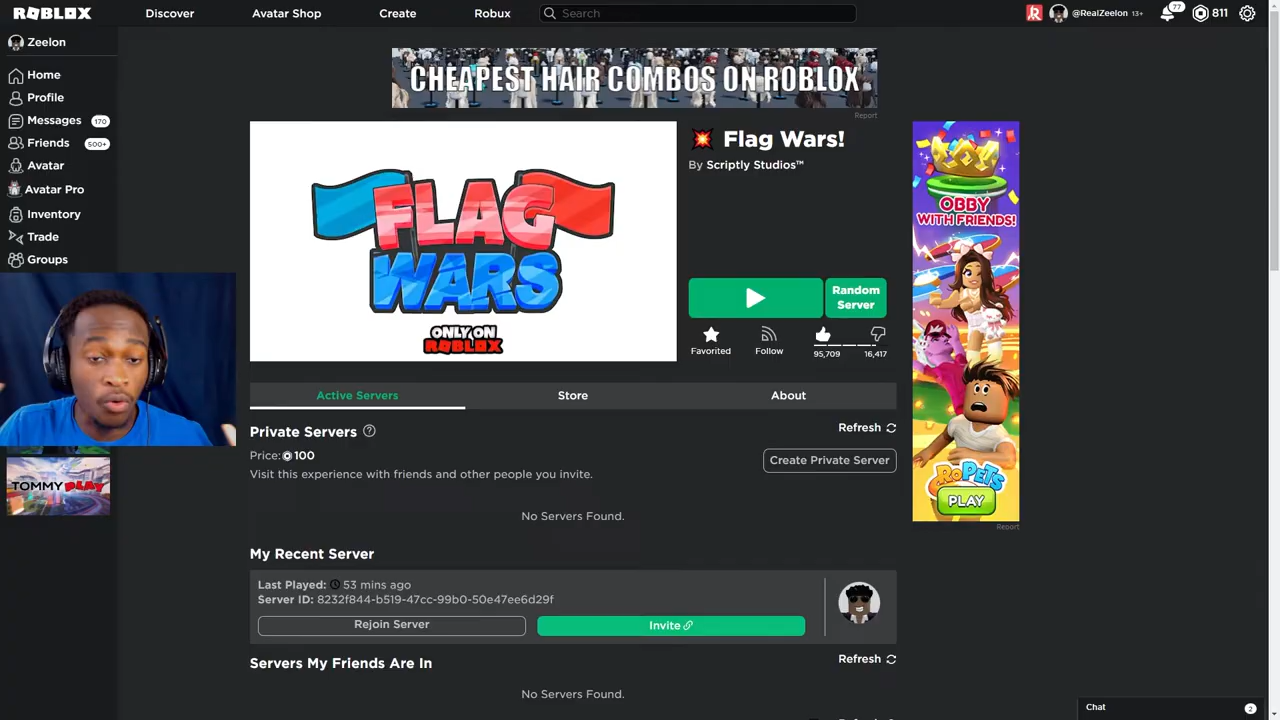 ROBLOX
Discover
Avatar Shop
Create
Robux
Search
@RealZeelon 13+
77
811
Zeelon
Home
Profile
Messages 170
Friends 500+
Avatar
Avatar Pro
Inventory
Trade
Groups
TOMMY PLAY
CHEAPEST HAIR COMBOS ON ROBLOX
Report
FLAG
WARS
ONLY ON
ROBLOX
💥 Flag Wars!
By Scriptly Studios™
Random
Server
Favorited
Follow
95,709
16,417
Active Servers
Store
About
Private Servers
Refresh
Price: 100
Create Private Server
Visit this experience with friends and other people you invite.
No Servers Found.
My Recent Server
Last Played: 53 mins ago
Server ID: 8232f844-b519-47cc-99b0-50e47ee6d29f
Rejoin Server
Invite
Servers My Friends Are In
Refresh
No Servers Found.
OBBY
WITH FRIENDS!
ROPETS
PLAY
Report
Chat
2